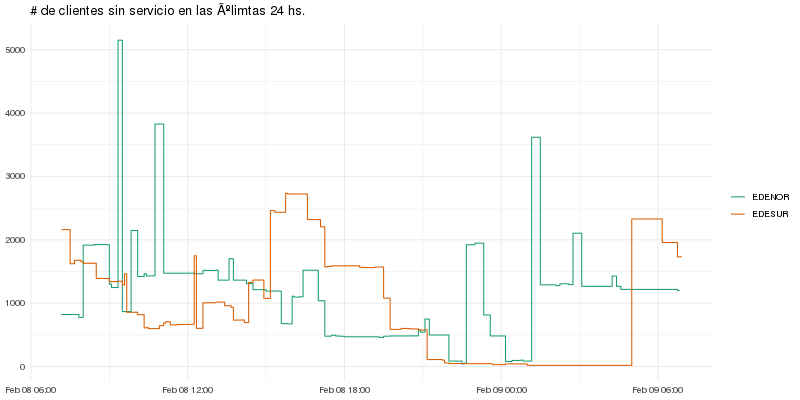 # de clientes sin servicio en las Ãºlimtas 24 hs.
5000
4000
3000
2000
1000
0
Feb 08 06:00
Feb 08 12:00
Feb 08 18:00
Feb 09 00:00
Feb 09 06:00
EDENOR
EDESUR